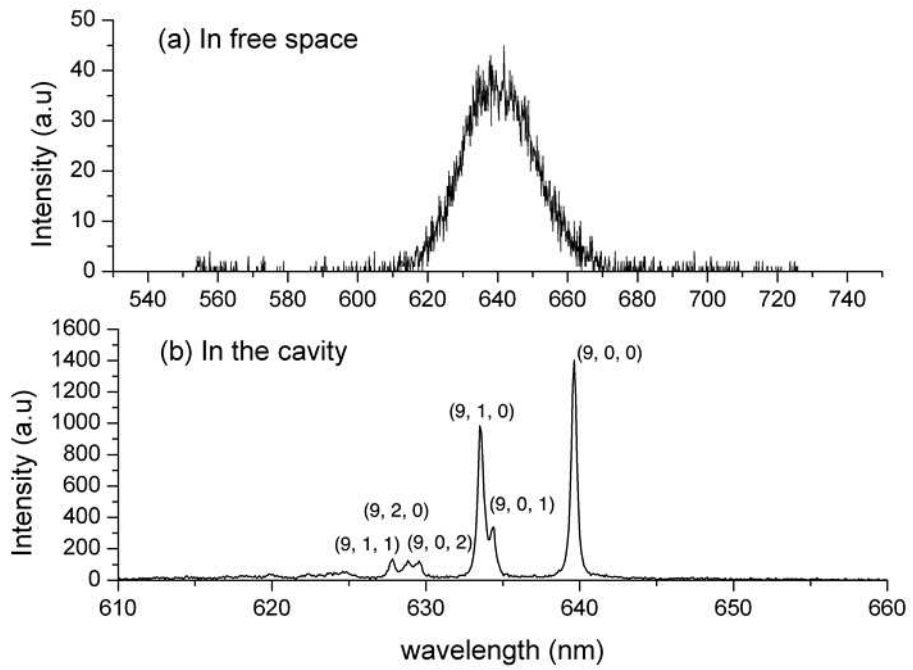 (a) In free space
Intensity (a.u)
50
40
30
20
10
0
540 560 580 600 620 640 660 680 700 720 740
(b) In the cavity
Intensity (a.u)
1600
1400
1200
1000
800
600
400
200
0
(9, 0, 0)
(9, 1, 0)
(9, 0, 1)
(9, 2, 0)
(9, 1, 1) (9, 0, 2)
610 620 630 640 650 660
wavelength (nm)